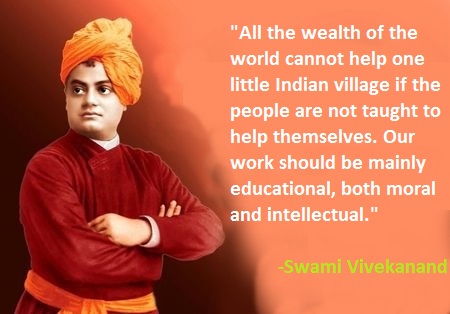 "All the wealth of the
world cannot help one
little Indian village if the
people are not taught to
help themselves. Our
work should be mainly
educational, both moral
and intellectual."
-Swami Vivekanand